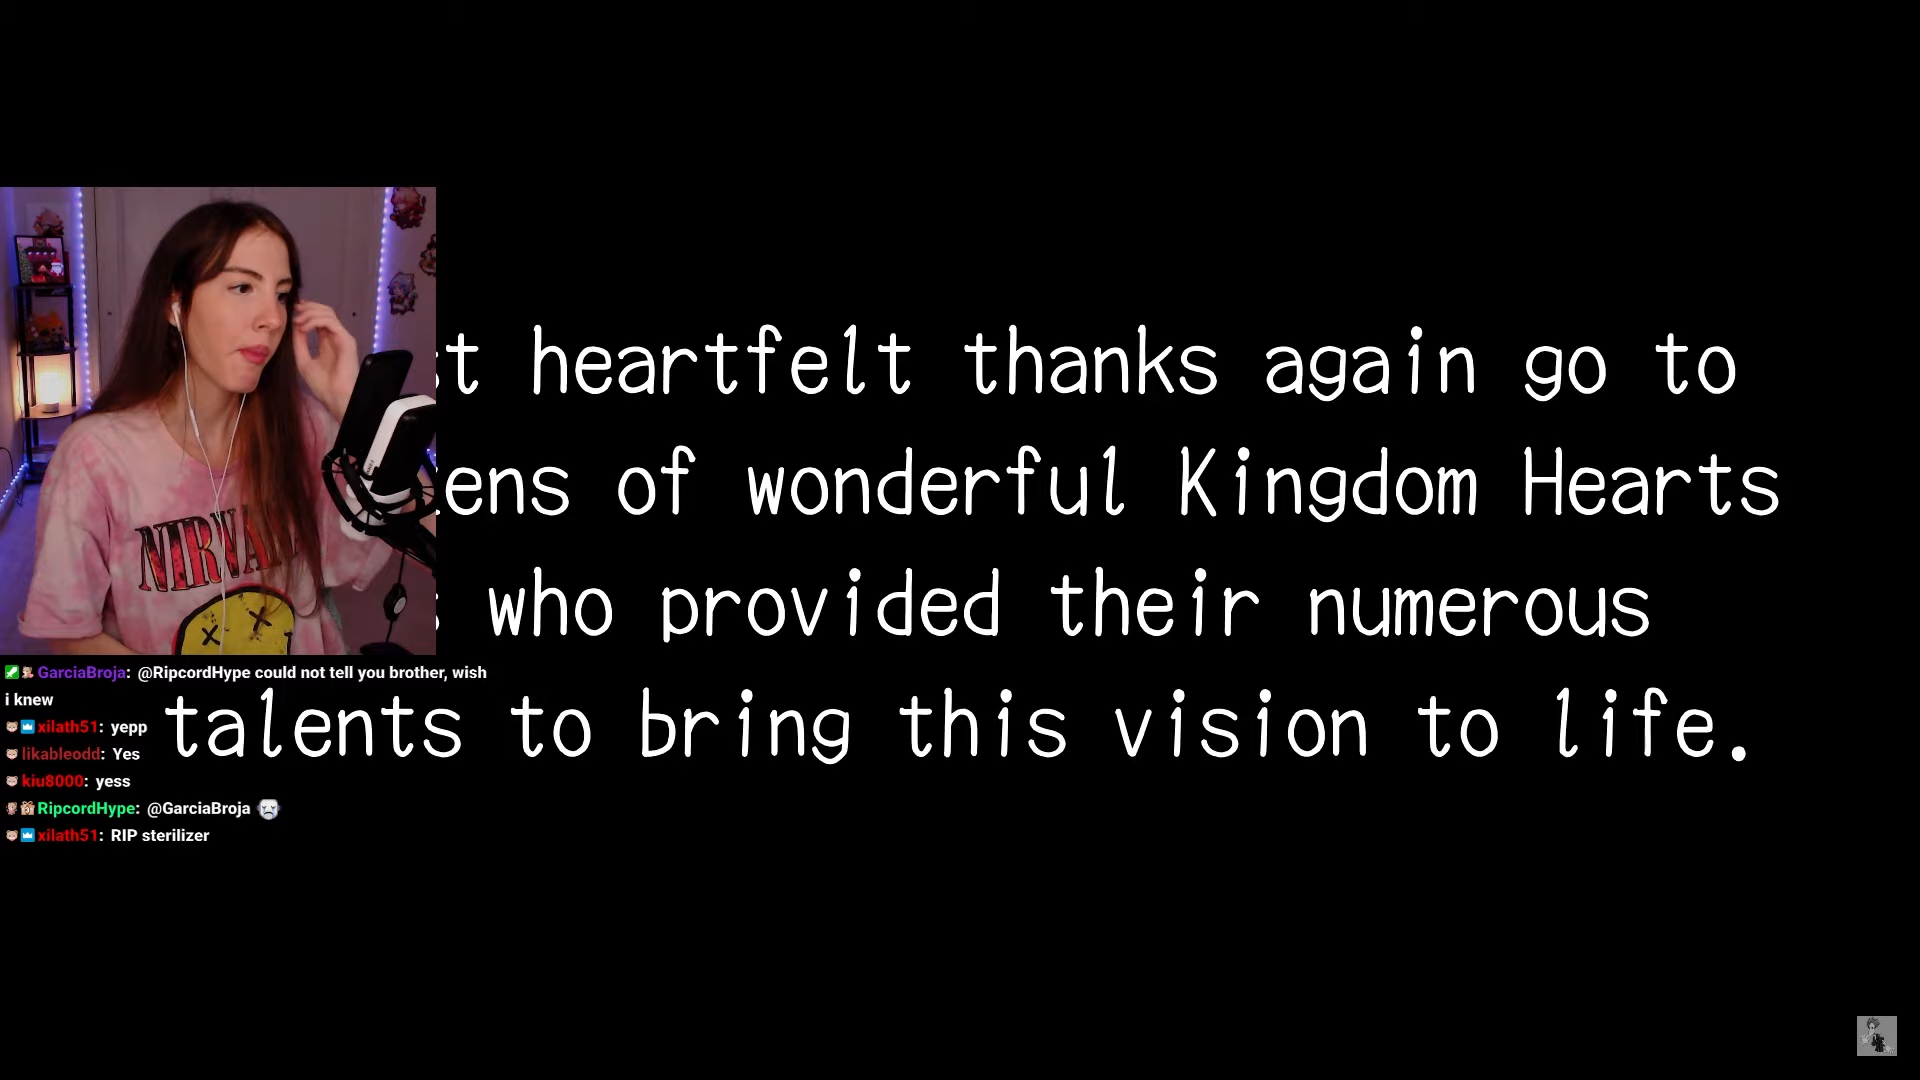 t heartfelt thanks again go to
ens of wonderful Kingdom Hearts
who provided their numerous
talents to bring this vision to life.
NIRVA
GarciaBroja: @RipcordHype could not tell you brother, wish
i knew
xilath51: yepp
likableodd: Yes
kiu8000: yess
RipcordHype: @GarciaBroja
xilath51: RIP sterilizer